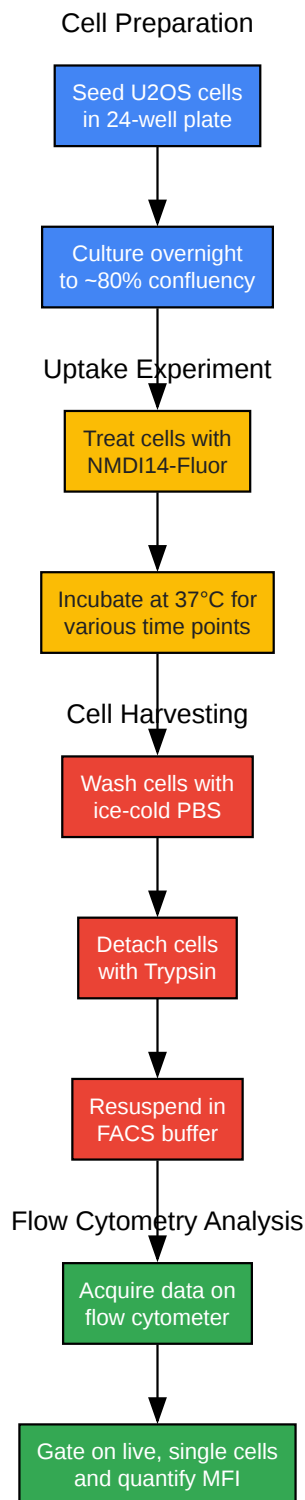 Cell Preparation
Seed U2OS cells
in 24-well plate
Culture overnight
to ~80% confluency
Uptake Experiment
Treat cells with
NMDI14-Fluor
Incubate at 37°C for
various time points
Cell Harvesting
Wash cells with
ice-cold PBS
Detach cells
with Trypsin
Resuspend in
FACS buffer
Flow Cytometry Analysis
Acquire data on
flow cytometer
Gate on live, single cells
and quantify MFI